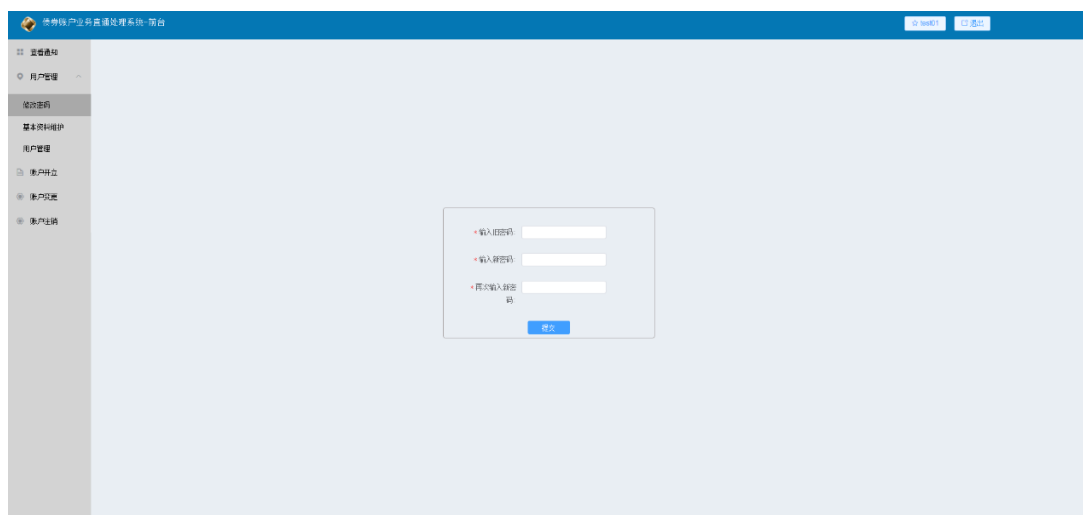 债券账户业务直通处理系统-前台
test01
退出
查看通知
用户管理
修改密码
基本资料维护
用户管理
账户开立
账户变更
账户注销
*输入旧密码:
*输入新密码:
*再次输入新密
码:
提交